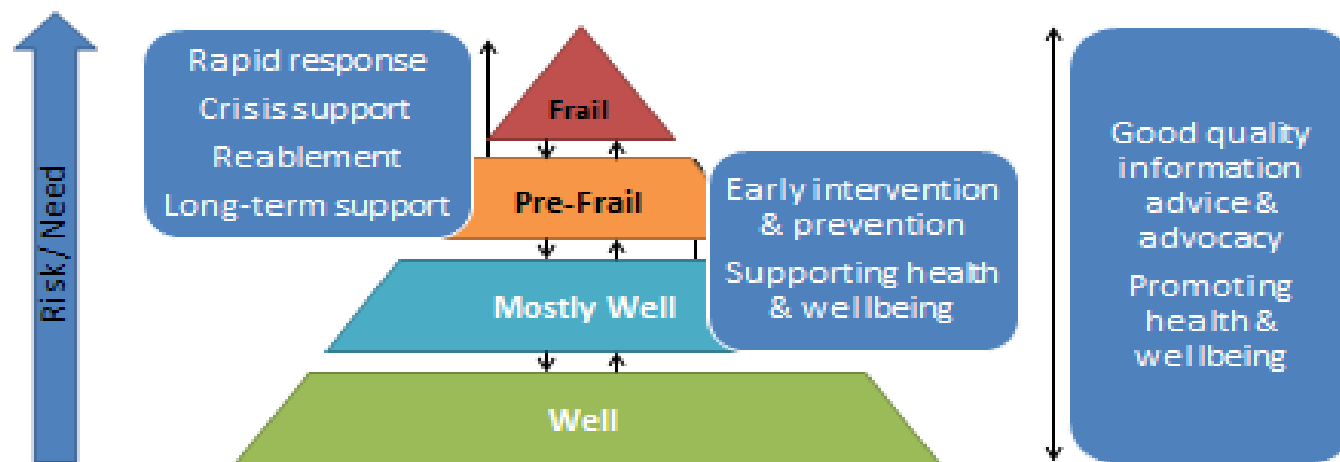 Risk/ Need
Rapid response
Crisis support
Reablement
Long-term support
Frail
Pre-Frail
Mostly Well
Well
Early intervention
& prevention
Supporting health
& wellbeing
Good quality
information
advice &
advocacy
Promoting
health &
wellbeing